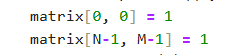 matrix[0, 0] = 1
matrix[N-1, M-1] = 1